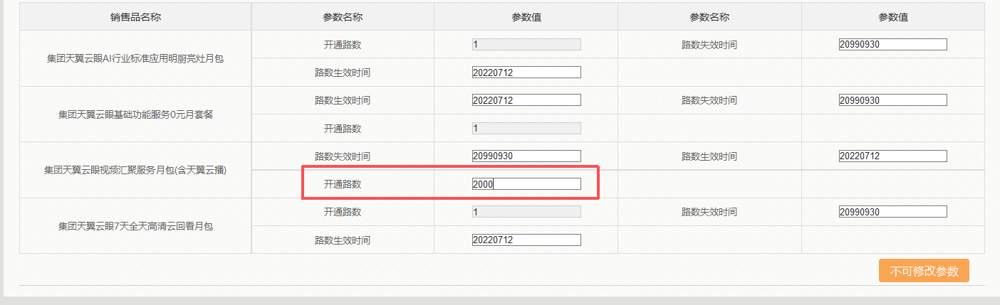 销售品名称 参数名称 参数值 参数名称 参数值
集团天翼云眼AI行业标准应用明厨亮灶月包
开通路数 1 路数失效时间 20990930
路数生效时间 20220712
集团天翼云眼基础功能服务0元月套餐
路数生效时间 20220712 路数失效时间 20990930
开通路数 1
集团天翼云眼视频汇聚服务月包(含天翼云播)
路数失效时间 20990930 路数生效时间 20220712
开通路数 2000
集团天翼云眼7天全天高清云回看月包
开通路数 1 路数失效时间 20990930
路数生效时间 20220712
不可修改参数